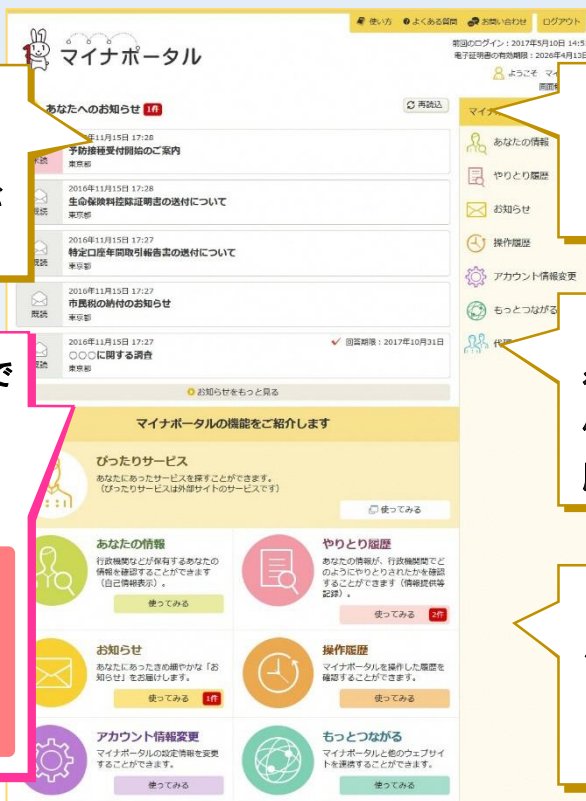 使い方
よくある質問
お問い合わせ
ログアウト
マイナポータル
前回のログイン：2017年5月10日 14:5
電子証明書の有効期限：2026年4月13日
ようこそ マイ
あなたへのお知らせ 1件
再読込
年11月15日 17:28
予防接種受付開始のご案内
東京都
2016年11月15日 17:28
生命保険料控除証明書の送付について
東京都
既読
2016年11月15日 17:27
特定口座年間取引報告書の送付について
東京都
既読
2016年11月15日 17:27
市民税の納付のお知らせ
東京都
既読
2016年11月15日 17:27
○○○に関する調査
東京都
回答期限：2017年10月31日
お知らせをもっと見る
あなたの情報
やりとり履歴
お知らせ
操作履歴
アカウント情報変更
もっとつながる
で
マイナポータルの機能をご紹介します
ぴったりサービス
あなたにあったサービスを探すことができます。
（ぴったりサービスは外部サイトのサービスです）
使ってみる
あなたの情報
行政機関などが保有するあなたの
情報を確認することができます
（自己情報表示）。
使ってみる
やりとり履歴
あなたの情報が、行政機関間でど
のようにやりとりされたかを確認
することができます（情報提供等
記録）。
使ってみる 2件
お知らせ
あなたにあったきめ細やかな「お
知らせ」をお届けします。
使ってみる 1件
操作履歴
マイナポータルを操作した履歴を
確認することができます。
使ってみる
アカウント情報変更
マイナポータルの設定情報を変更
することができます。
使ってみる
もっとつながる
マイナポータルと他のウェブサイ
トを連携することができます。
使ってみる